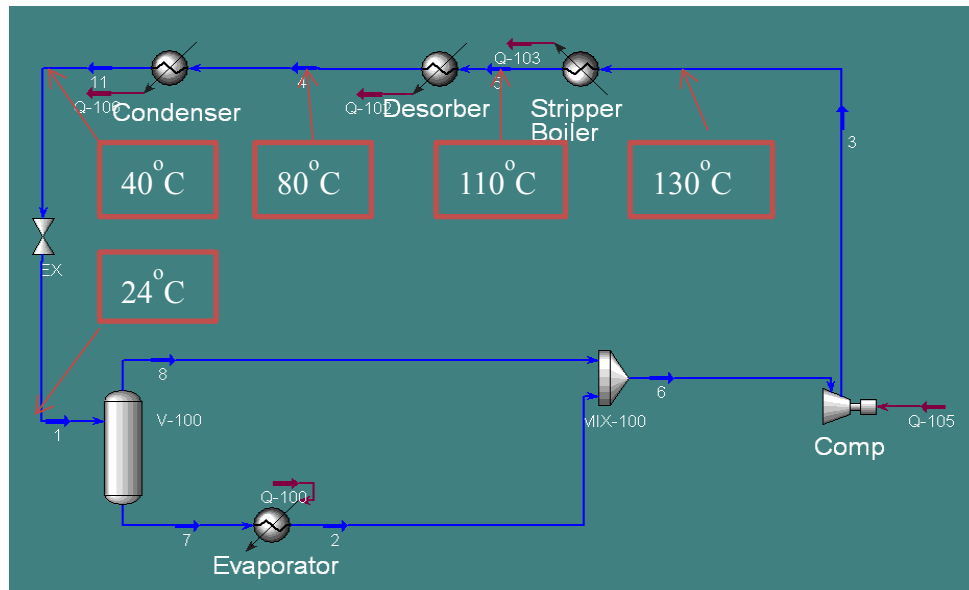 Q-103
11
4
5
Q-106
Condenser
Q-102
Desorber
Stripper
Boiler
3
40°C
80°C
110°C
130°C
EX
24°C
8
1
V-100
MIX-100
6
Q-105
Comp
Q-100
7
2
Evaporator